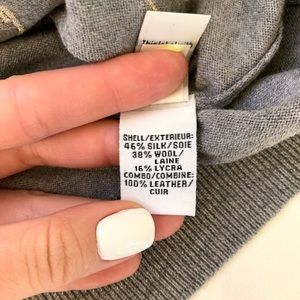 SHELL/EXTERIEUR:
46% SILK/SOIE
38% WOOL/
LAINE
16% LYCRA
COMBO/COMBINE:
100% LEATHER/
CUIR